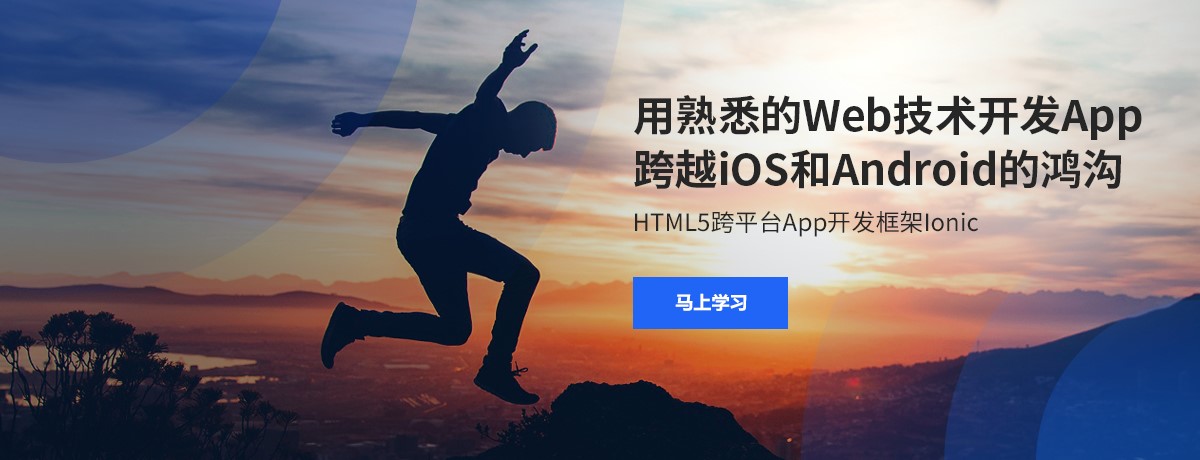 用熟悉的Web技术开发App
跨越iOS和Android的鸿沟
HTML5跨平台App开发框架Ionic
马上学习